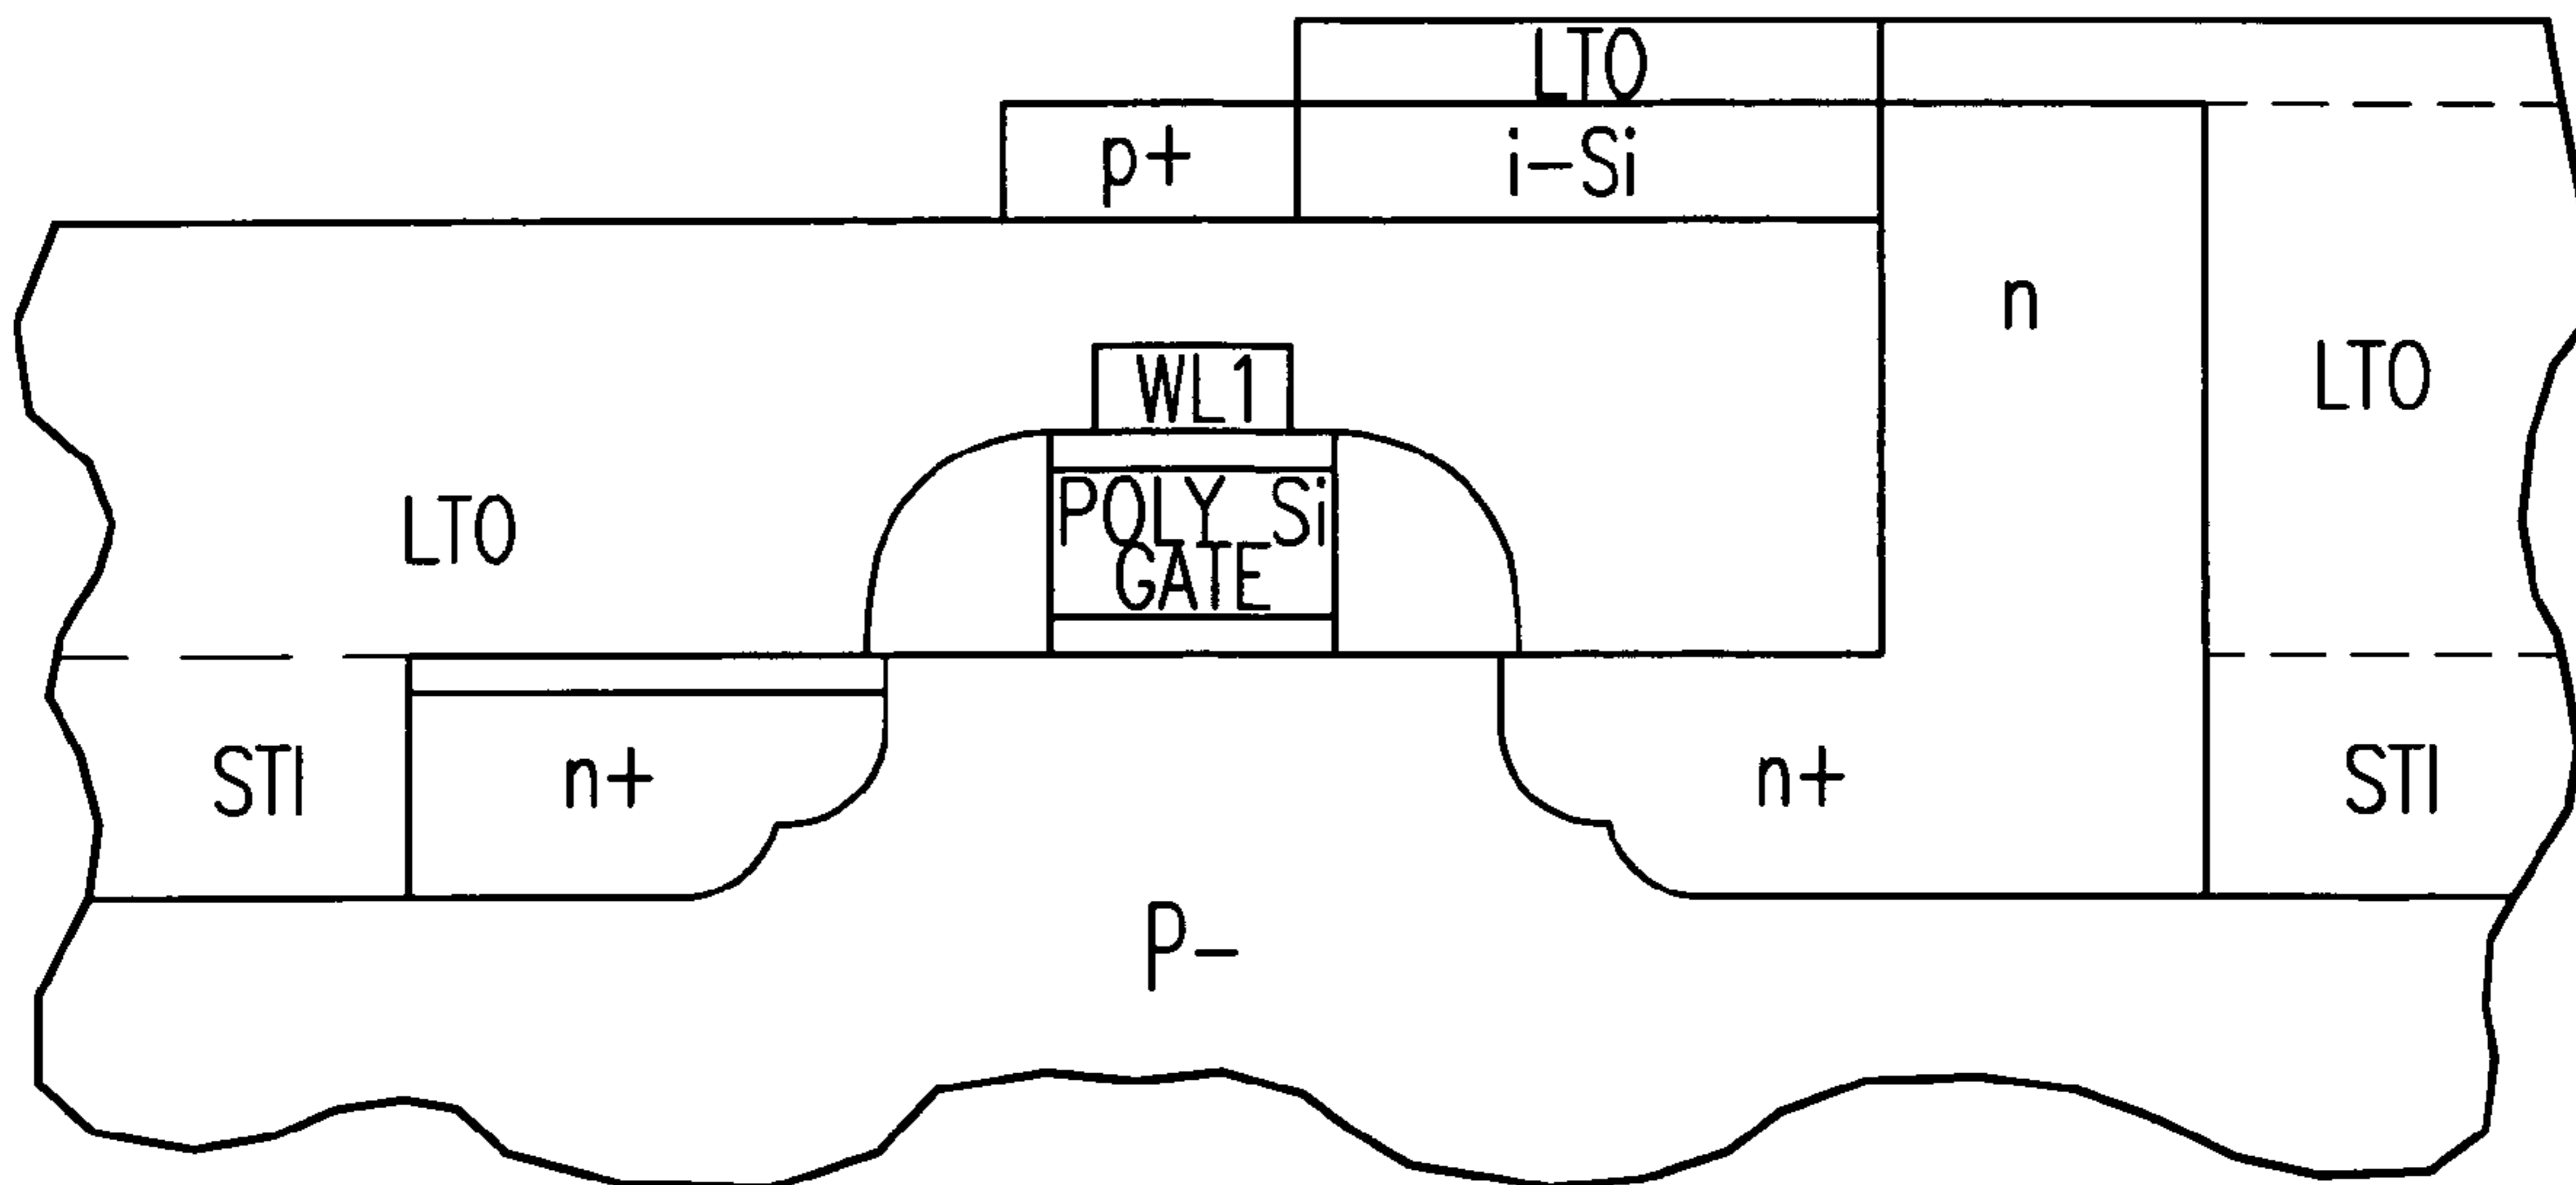 LTO
p+
i-Si
n
WL1
LTO
POLY Si
GATE
LTO
STI
n+
n+
STI
P-